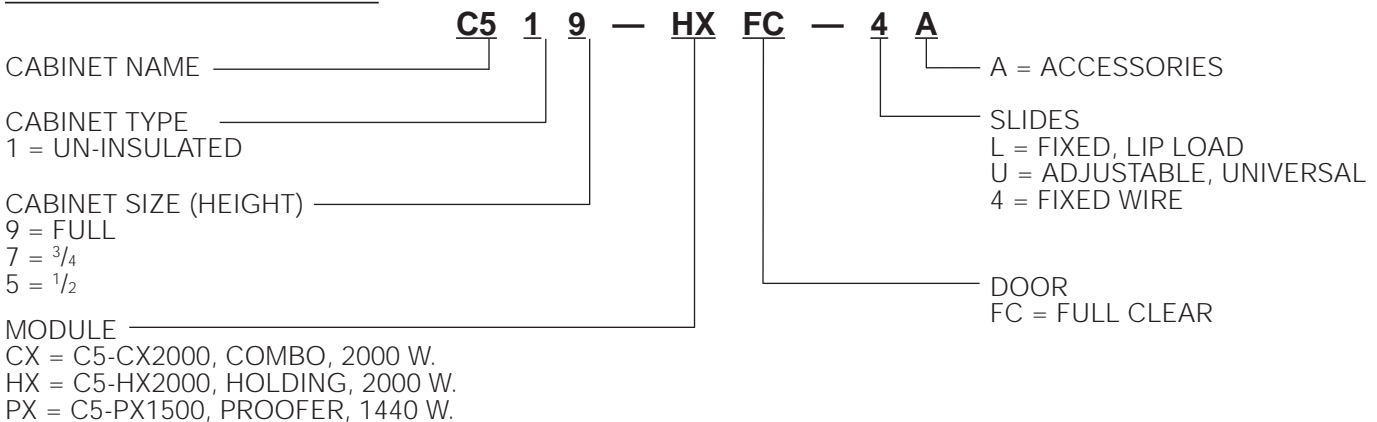 C5 1 9 — HX FC — 4 A
CABINET NAME
CABINET TYPE
1 = UN-INSULATED
CABINET SIZE (HEIGHT)
9 = FULL
7 = 3/4
5 = 1/2
MODULE
CX = C5-CX2000, COMBO, 2000 W.
HX = C5-HX2000, HOLDING, 2000 W.
PX = C5-PX1500, PROOFER, 1440 W.
A = ACCESSORIES
SLIDES
L = FIXED, LIP LOAD
U = ADJUSTABLE, UNIVERSAL
4 = FIXED WIRE
DOOR
FC = FULL CLEAR